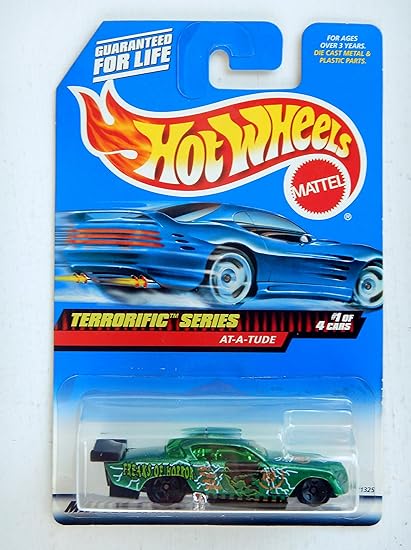 GUARANTEED
FOR LIFE
FOR AGES
OVER 3 YEARS.
DIE CAST METAL &
PLASTIC PARTS.
HOT WHEELS
MATTEL
®
TERRORIFIC™ SERIES
#1 OF
4 CARS
AT-A-TUDE
FREAKS OF HORROR